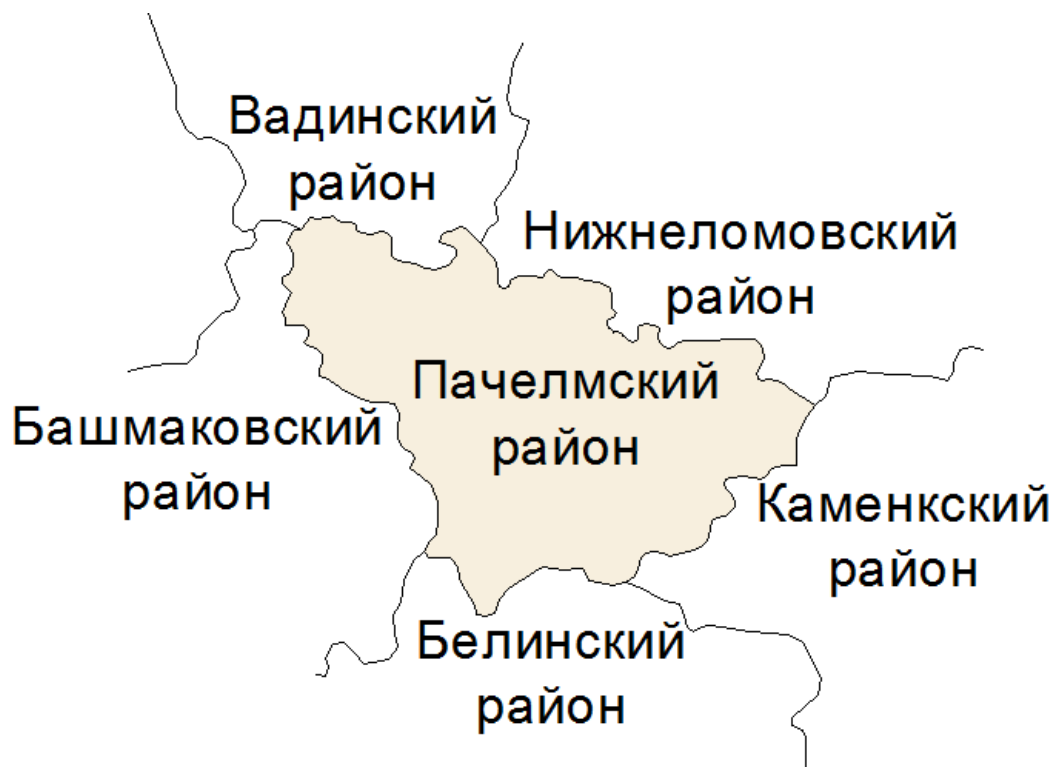 Вадинский
район
Нижнеломовский
район
Пачелмский
район
Башмаковский
район
Каменкский
район
Белинский
район